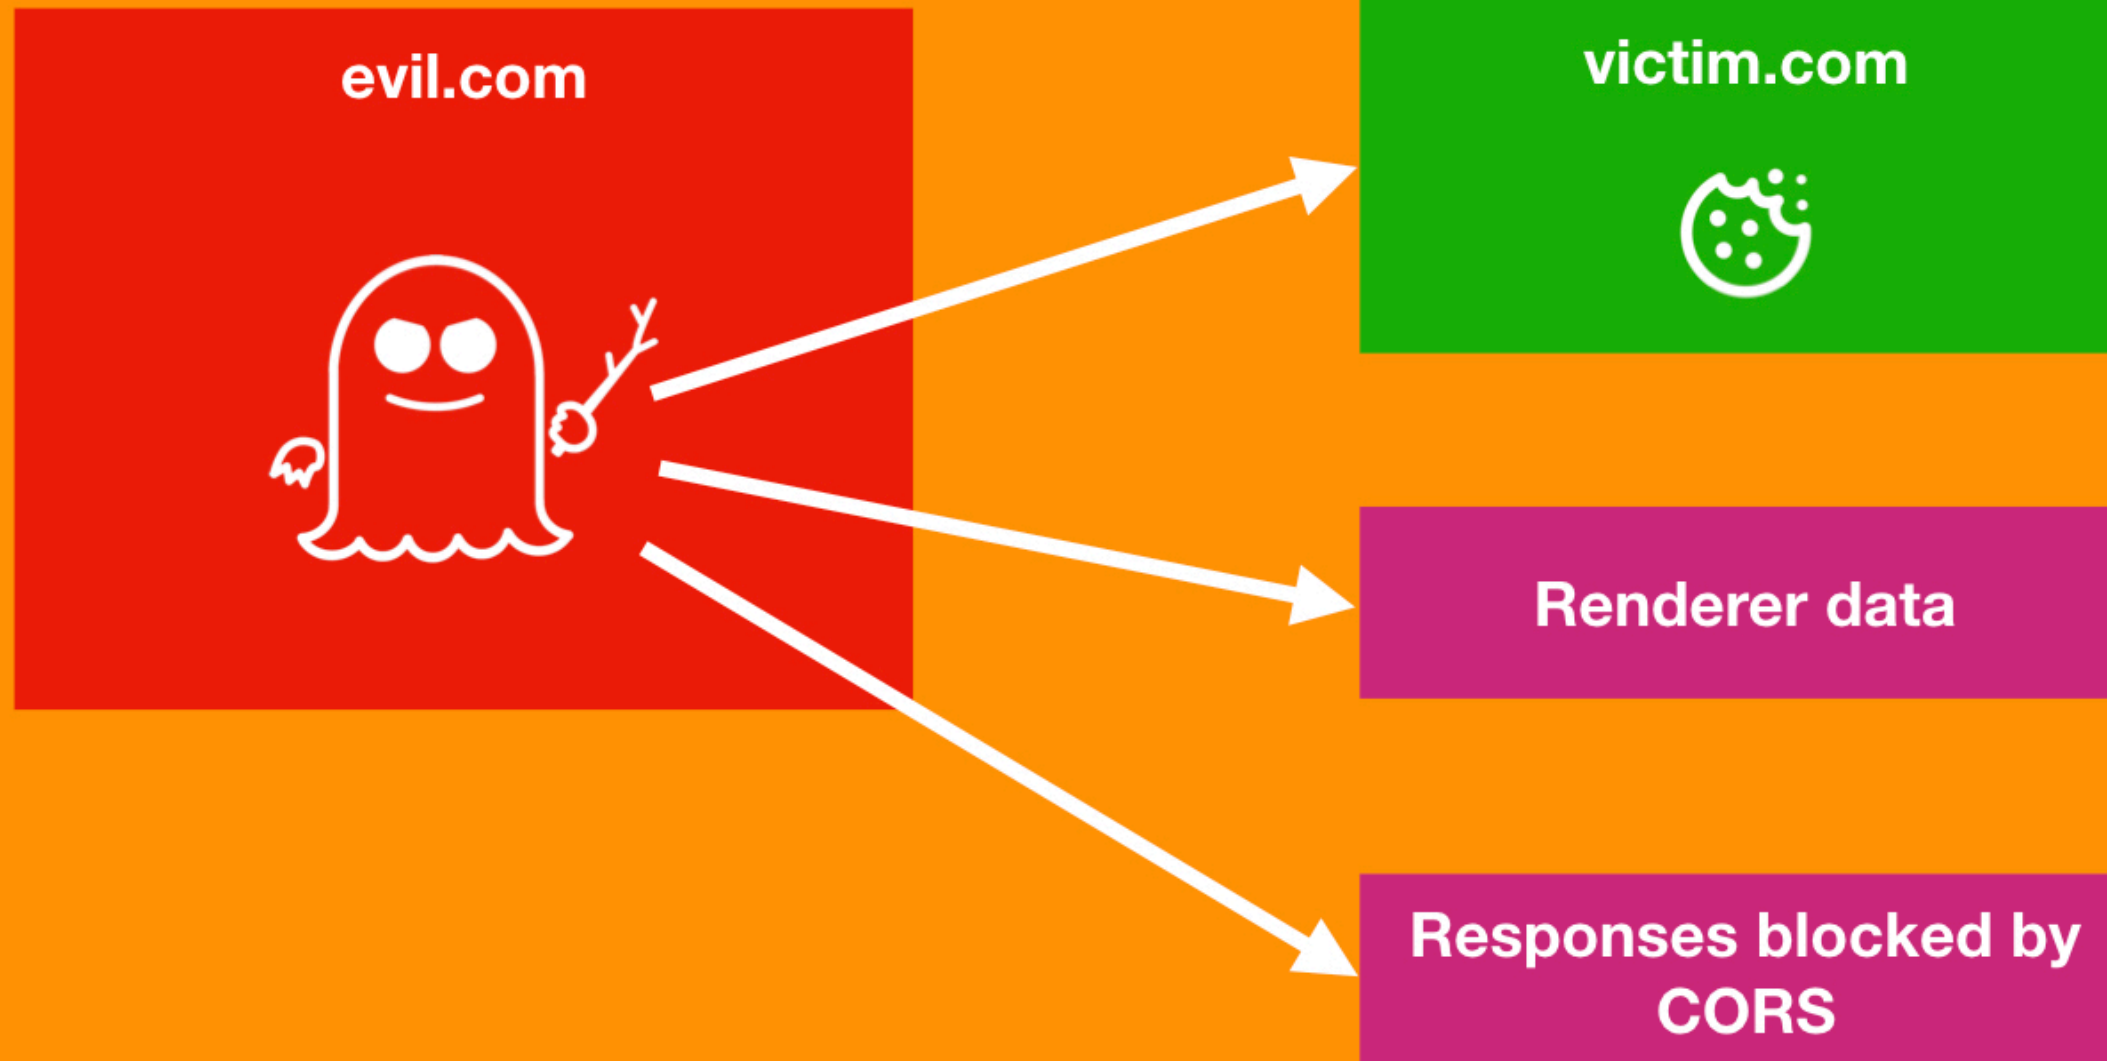 evil.com
victim.com
Renderer data
Responses blocked by
CORS